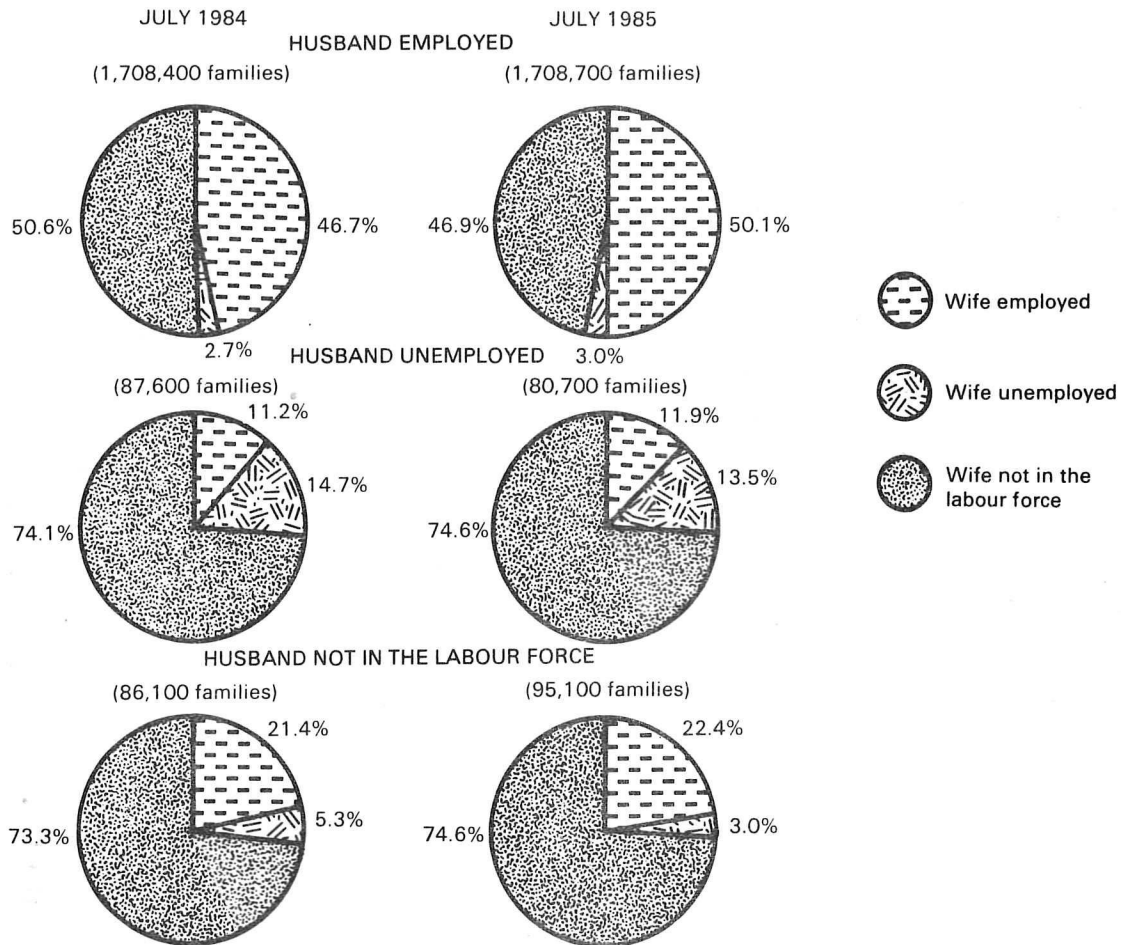 JULY 1984
JULY 1985
HUSBAND EMPLOYED
(1,708,400 families)
(1,708,700 families)
50.6%
46.7%
46.9%
50.1%
2.7%
3.0%
Wife employed
Wife unemployed
Wife not in the
labour force
HUSBAND UNEMPLOYED
(87,600 families)
(80,700 families)
11.2%
11.9%
14.7%
13.5%
74.1%
74.6%
HUSBAND NOT IN THE LABOUR FORCE
(86,100 families)
(95,100 families)
21.4%
22.4%
5.3%
3.0%
73.3%
74.6%